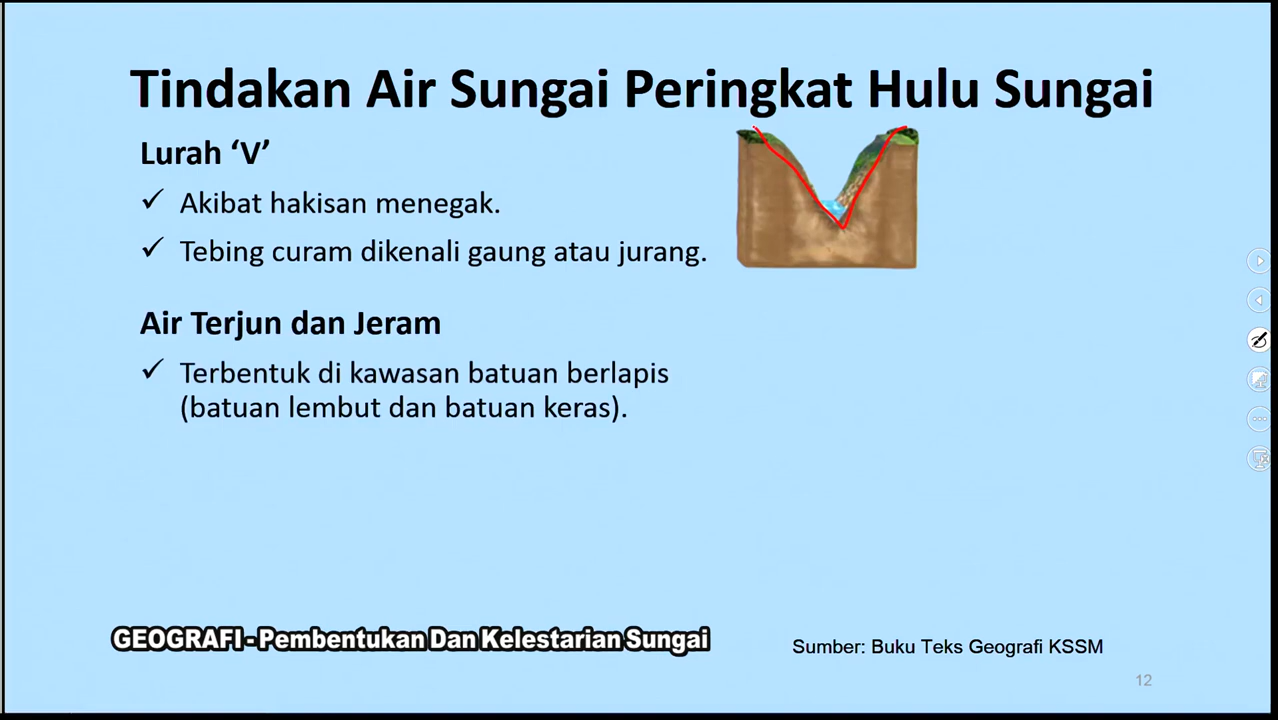 Tindakan Air Sungai Peringkat Hulu Sungai
Lurah ‘V’
✓ Akibat hakisan menegak.
✓ Tebing curam dikenali gaung atau jurang.
Air Terjun dan Jeram
✓ Terbentuk di kawasan batuan berlapis
(batuan lembut dan batuan keras).
GEOGRAFI - Pembentukan Dan Kelestarian Sungai
Sumber: Buku Teks Geografi KSSM
12